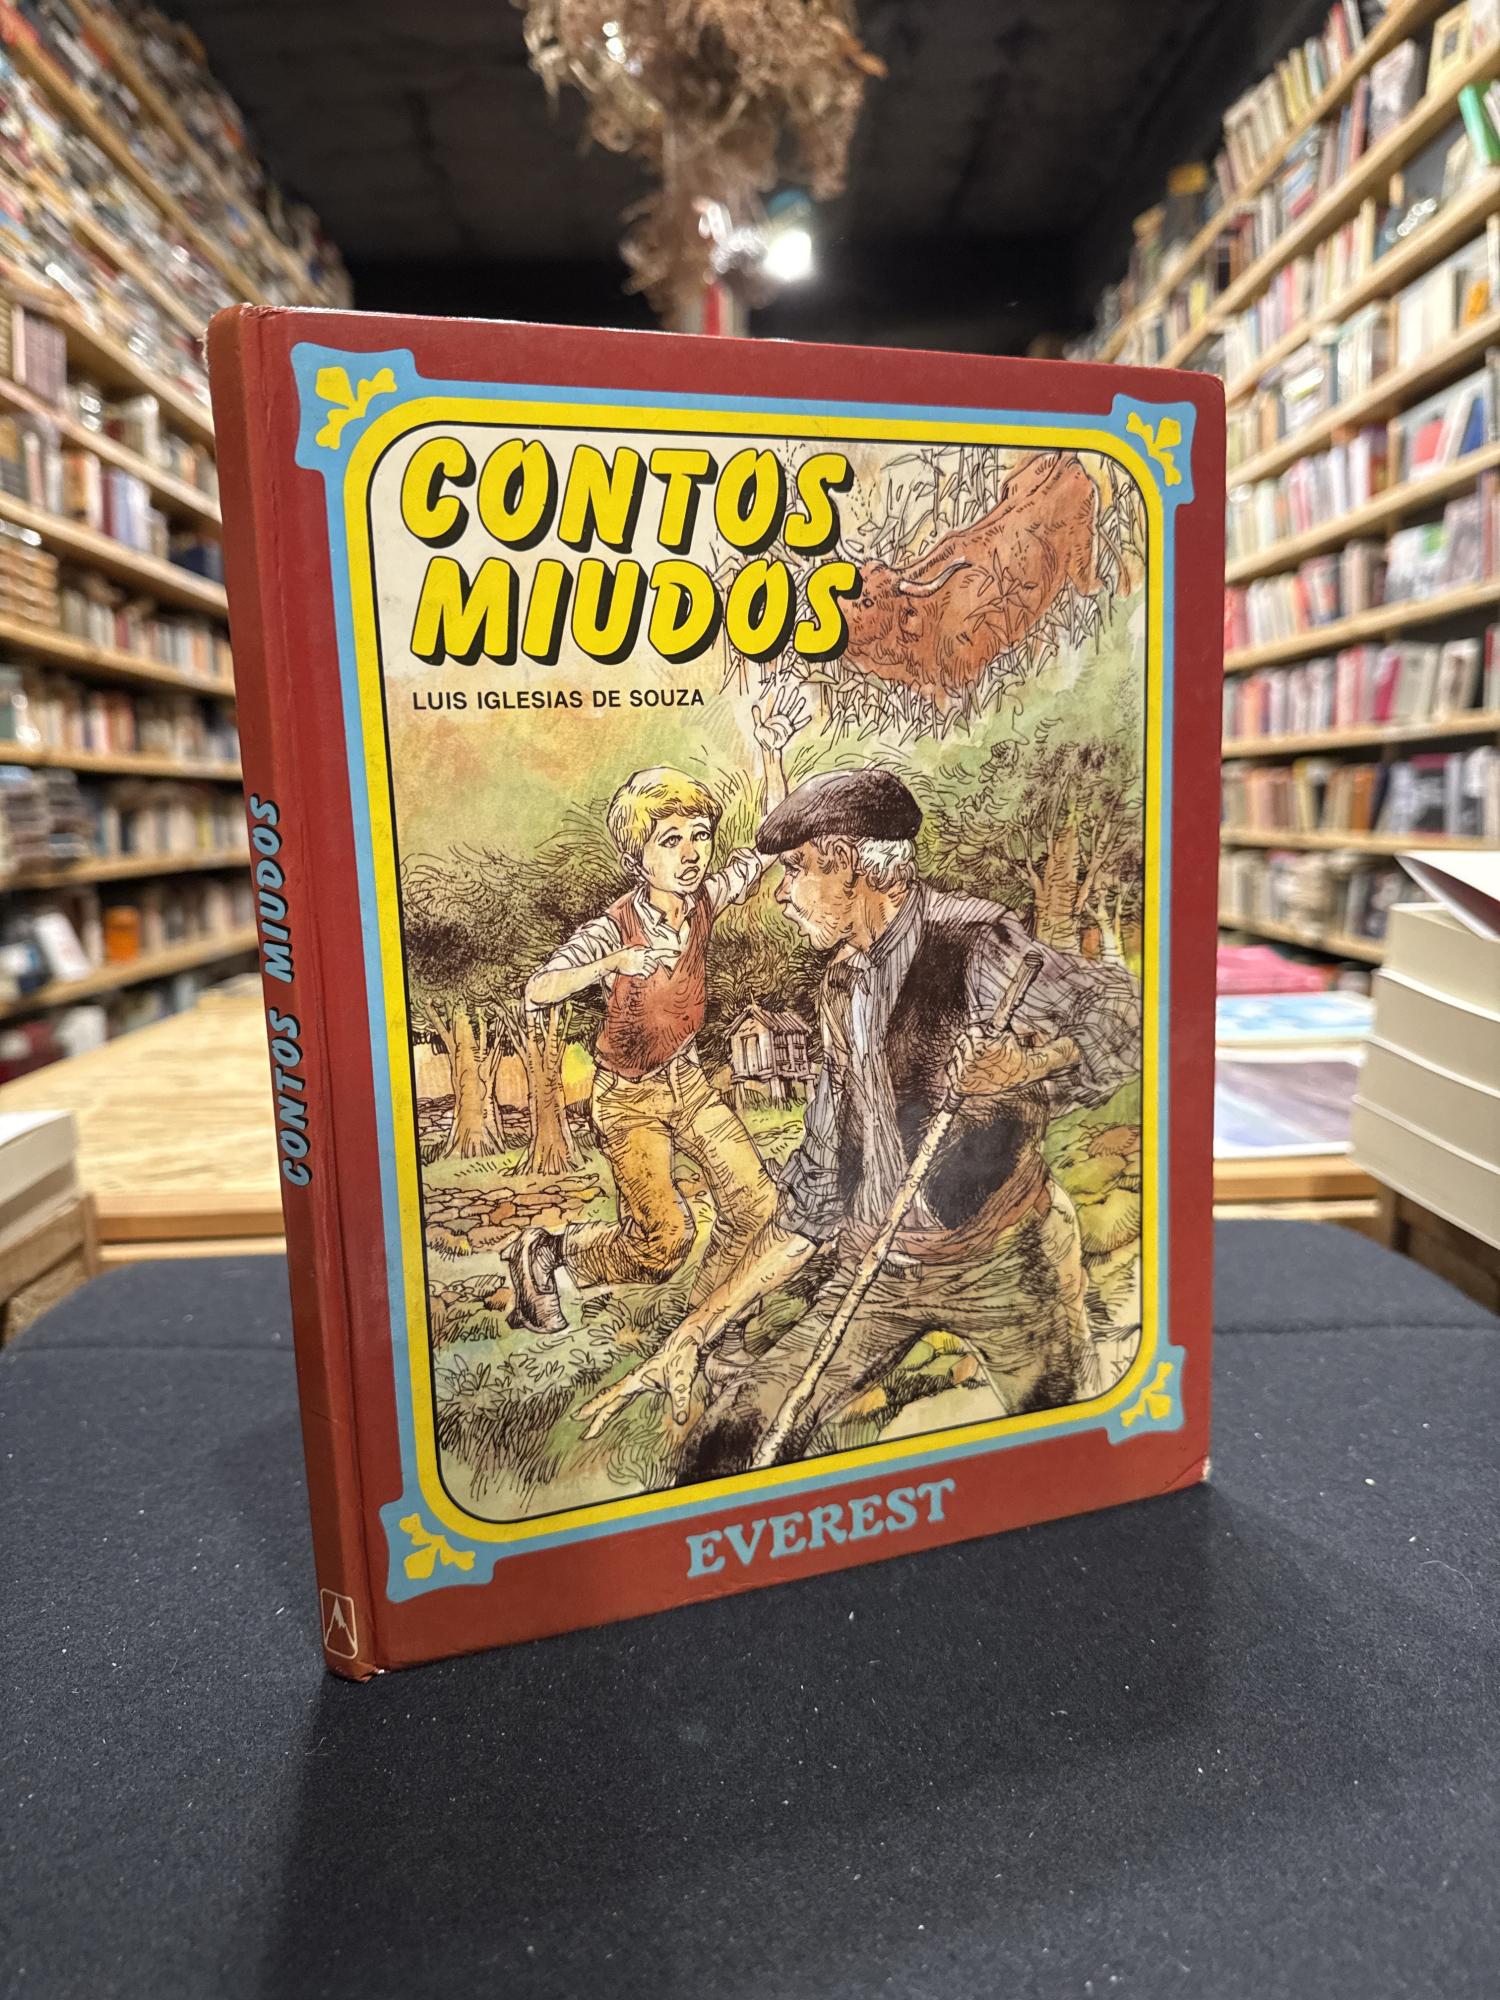 CONTOS
MIUDOS
LUIS IGLESIAS DE SOUZA
EVEREST
CONTOS MIUDOS